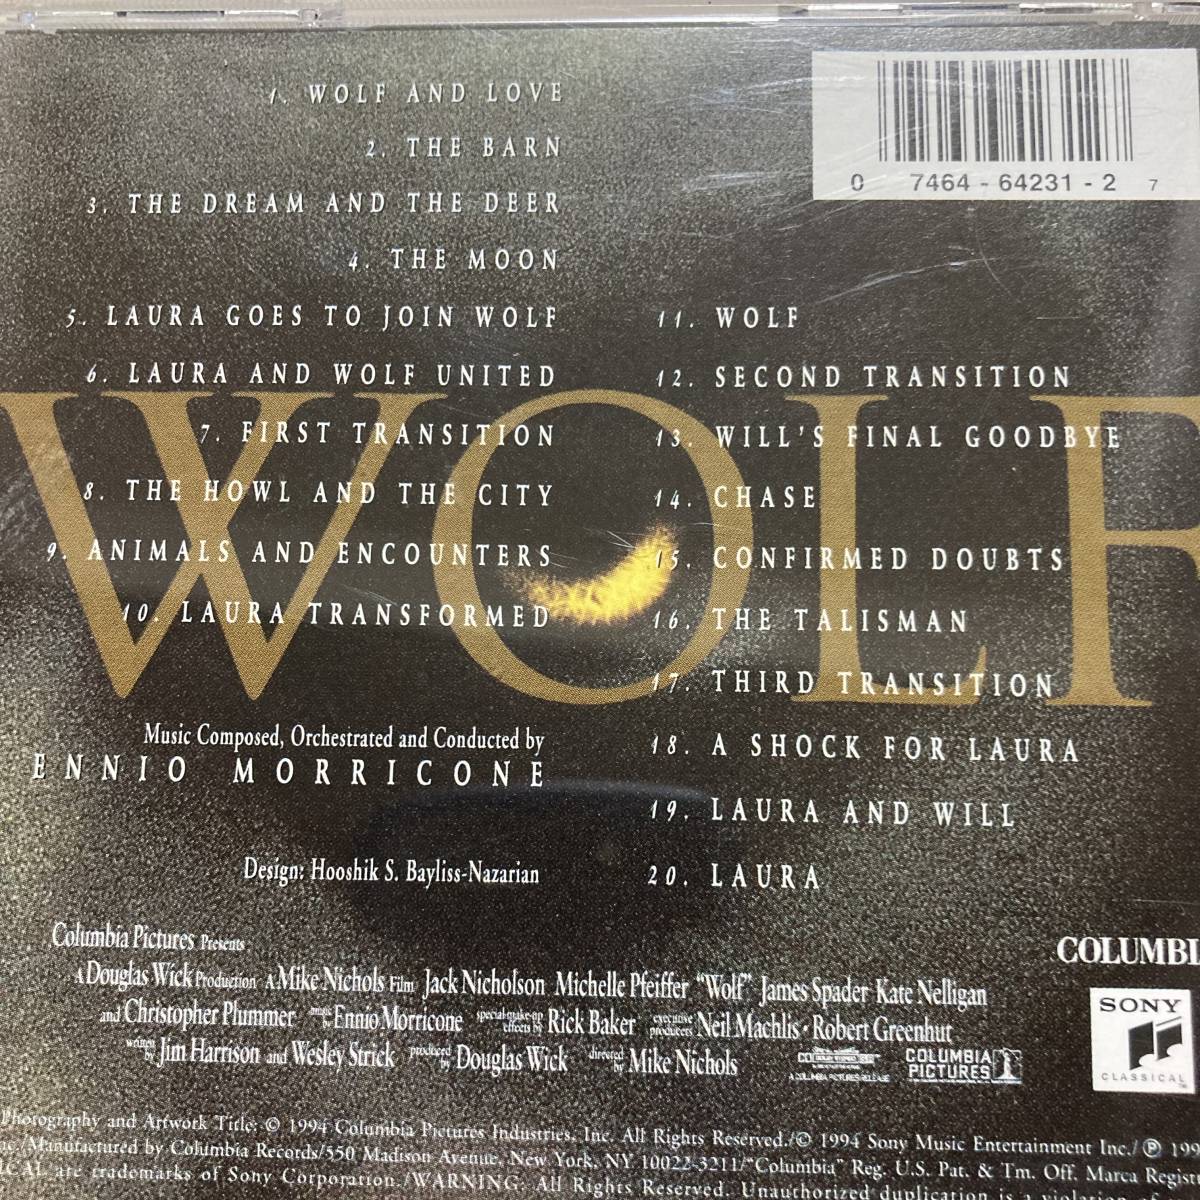 1. WOLF AND LOVE
2. THE BARN
3. THE DREAM AND THE DEER
4. THE MOON
5. LAURA GOES TO JOIN WOLF
6. LAURA AND WOLF UNITED
7. FIRST TRANSITION
8. THE HOWL AND THE CITY
9. ANIMALS AND ENCOUNTERS
10. LAURA TRANSFORMED
0 7464-64231-2 7
11. WOLF
12. SECOND TRANSITION
13. WILL'S FINAL GOODBYE
14. CHASE
15. CONFIRMED DOUBTS
16. THE TALISMAN
17. THIRD TRANSITION
18. A SHOCK FOR LAURA
19. LAURA AND WILL
20. LAURA
WOLF
Music Composed, Orchestrated and Conducted by
ENNIO MORRICONE
Design: Hooshik S. Bayliss-Nazarian
Columbia Pictures Presents
A Douglas Wick Production A Mike Nichols Film Jack Nicholson Michelle Pfeiffer "Wolf" James Spader Kate Nelligan
and Christopher Plummer music by Ennio Morricone special make-up effects by Rick Baker executive producers Neil Machlis • Robert Greenhut
written by Jim Harrison and Wesley Strick produced by Douglas Wick directed by Mike Nichols
A COLUMBIA PICTURES RELEASE
COLUMBIA PICTURES
COLUMBI
SONY
CLASSICAL
Photography and Artwork Title: © 1994 Columbia Pictures Industries, Inc. All Rights Reserved./© 1994 Sony Music Entertainment Inc./℗ 199
nc./Manufactured by Columbia Records/550 Madison Avenue, New York, NY 10022-3211/"Columbia" Reg. U.S. Pat. & Tm. Off. Marca Regist
ICAL are trademarks of Sony Corporation./WARNING: All Rights Reserved. Unauthorized duplication is